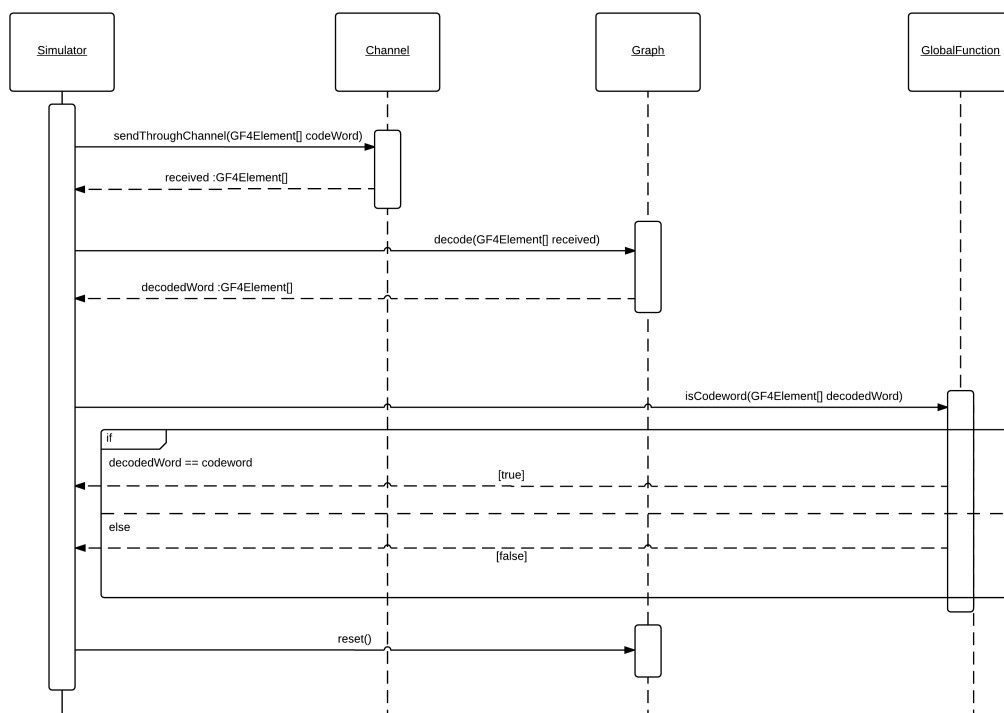 Simulator
Channel
Graph
GlobalFunction
sendThroughChannel(GF4Element[] codeWord)
received :GF4Element[]
decode(GF4Element[] received)
decodedWord :GF4Element[]
isCodeword(GF4Element[] decodedWord)
if
decodedWord == codeword
[true]
else
[false]
reset()